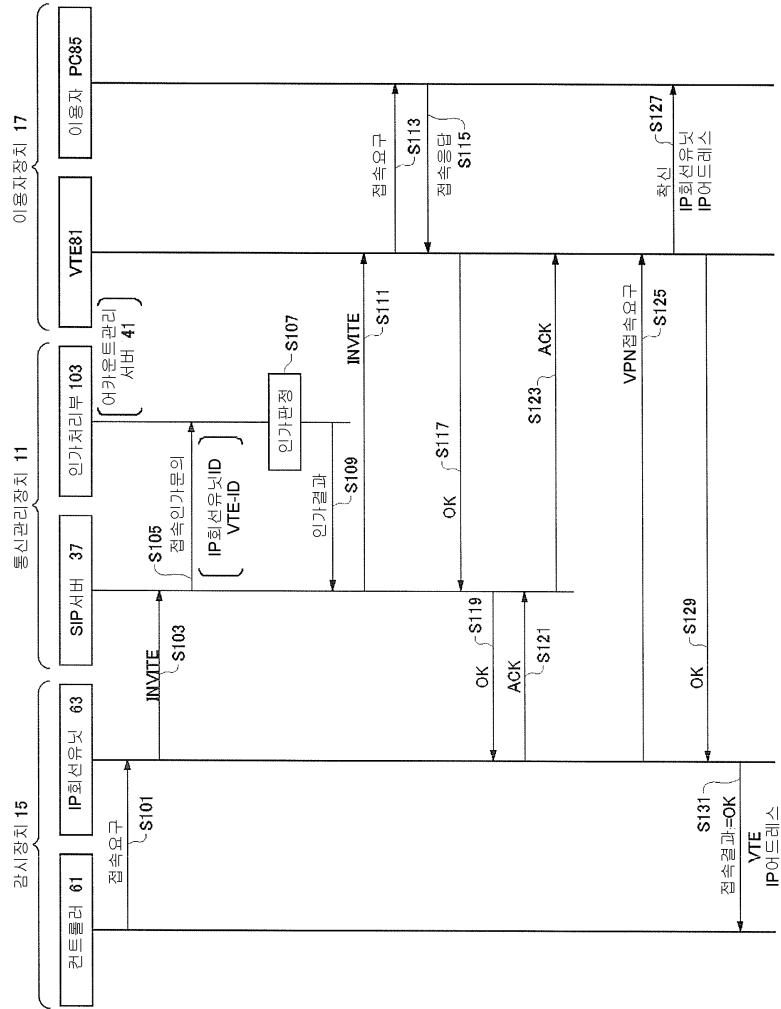 감시장치 15
통신관리장치 11
이용자장치 17
컨트롤러 61
IP회선유닛 63
SIP서버 37
인가처리부 103
어카운트관리
서버 41
VTE81
이용자 PC85
접속요구
S101
INVITE
S103
S105
접속인가문의
IP회선유닛ID
VTE-ID
인가판정
S107
인가결과
S109
INVITE
S111
접속요구
S113
접속응답
S115
OK
S117
OK
S119
ACK
S121
S123
ACK
VPN접속요구
S125
착신
S127
IP회선유닛
IP어드레스
OK
S129
S131
접속결과=OK
VTE
IP어드레스